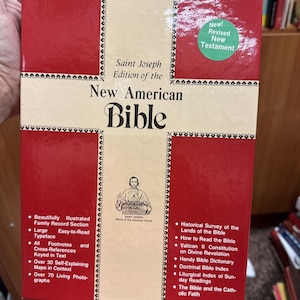 New!
Revised
New
Testament
Saint Joseph
Edition of the
New American
Bible
• Beautifully Illustrated
Family Record Section
• Large Easy-to-Read
Typeface
• All Footnotes and
Cross-References
Keyed in Text
• Over 30 Self-Explaining
Maps in Context
• Over 70 Living Photo-
graphs
• Historical Survey of the
Lands of the Bible
• How to Read the Bible
• Vatican II Constitution
on Divine Revelation
• Handy Bible Dictionary
• Doctrinal Bible Index
• Liturgical Index of Sun-
day Readings
• The Bible and the Cath-
olic Faith